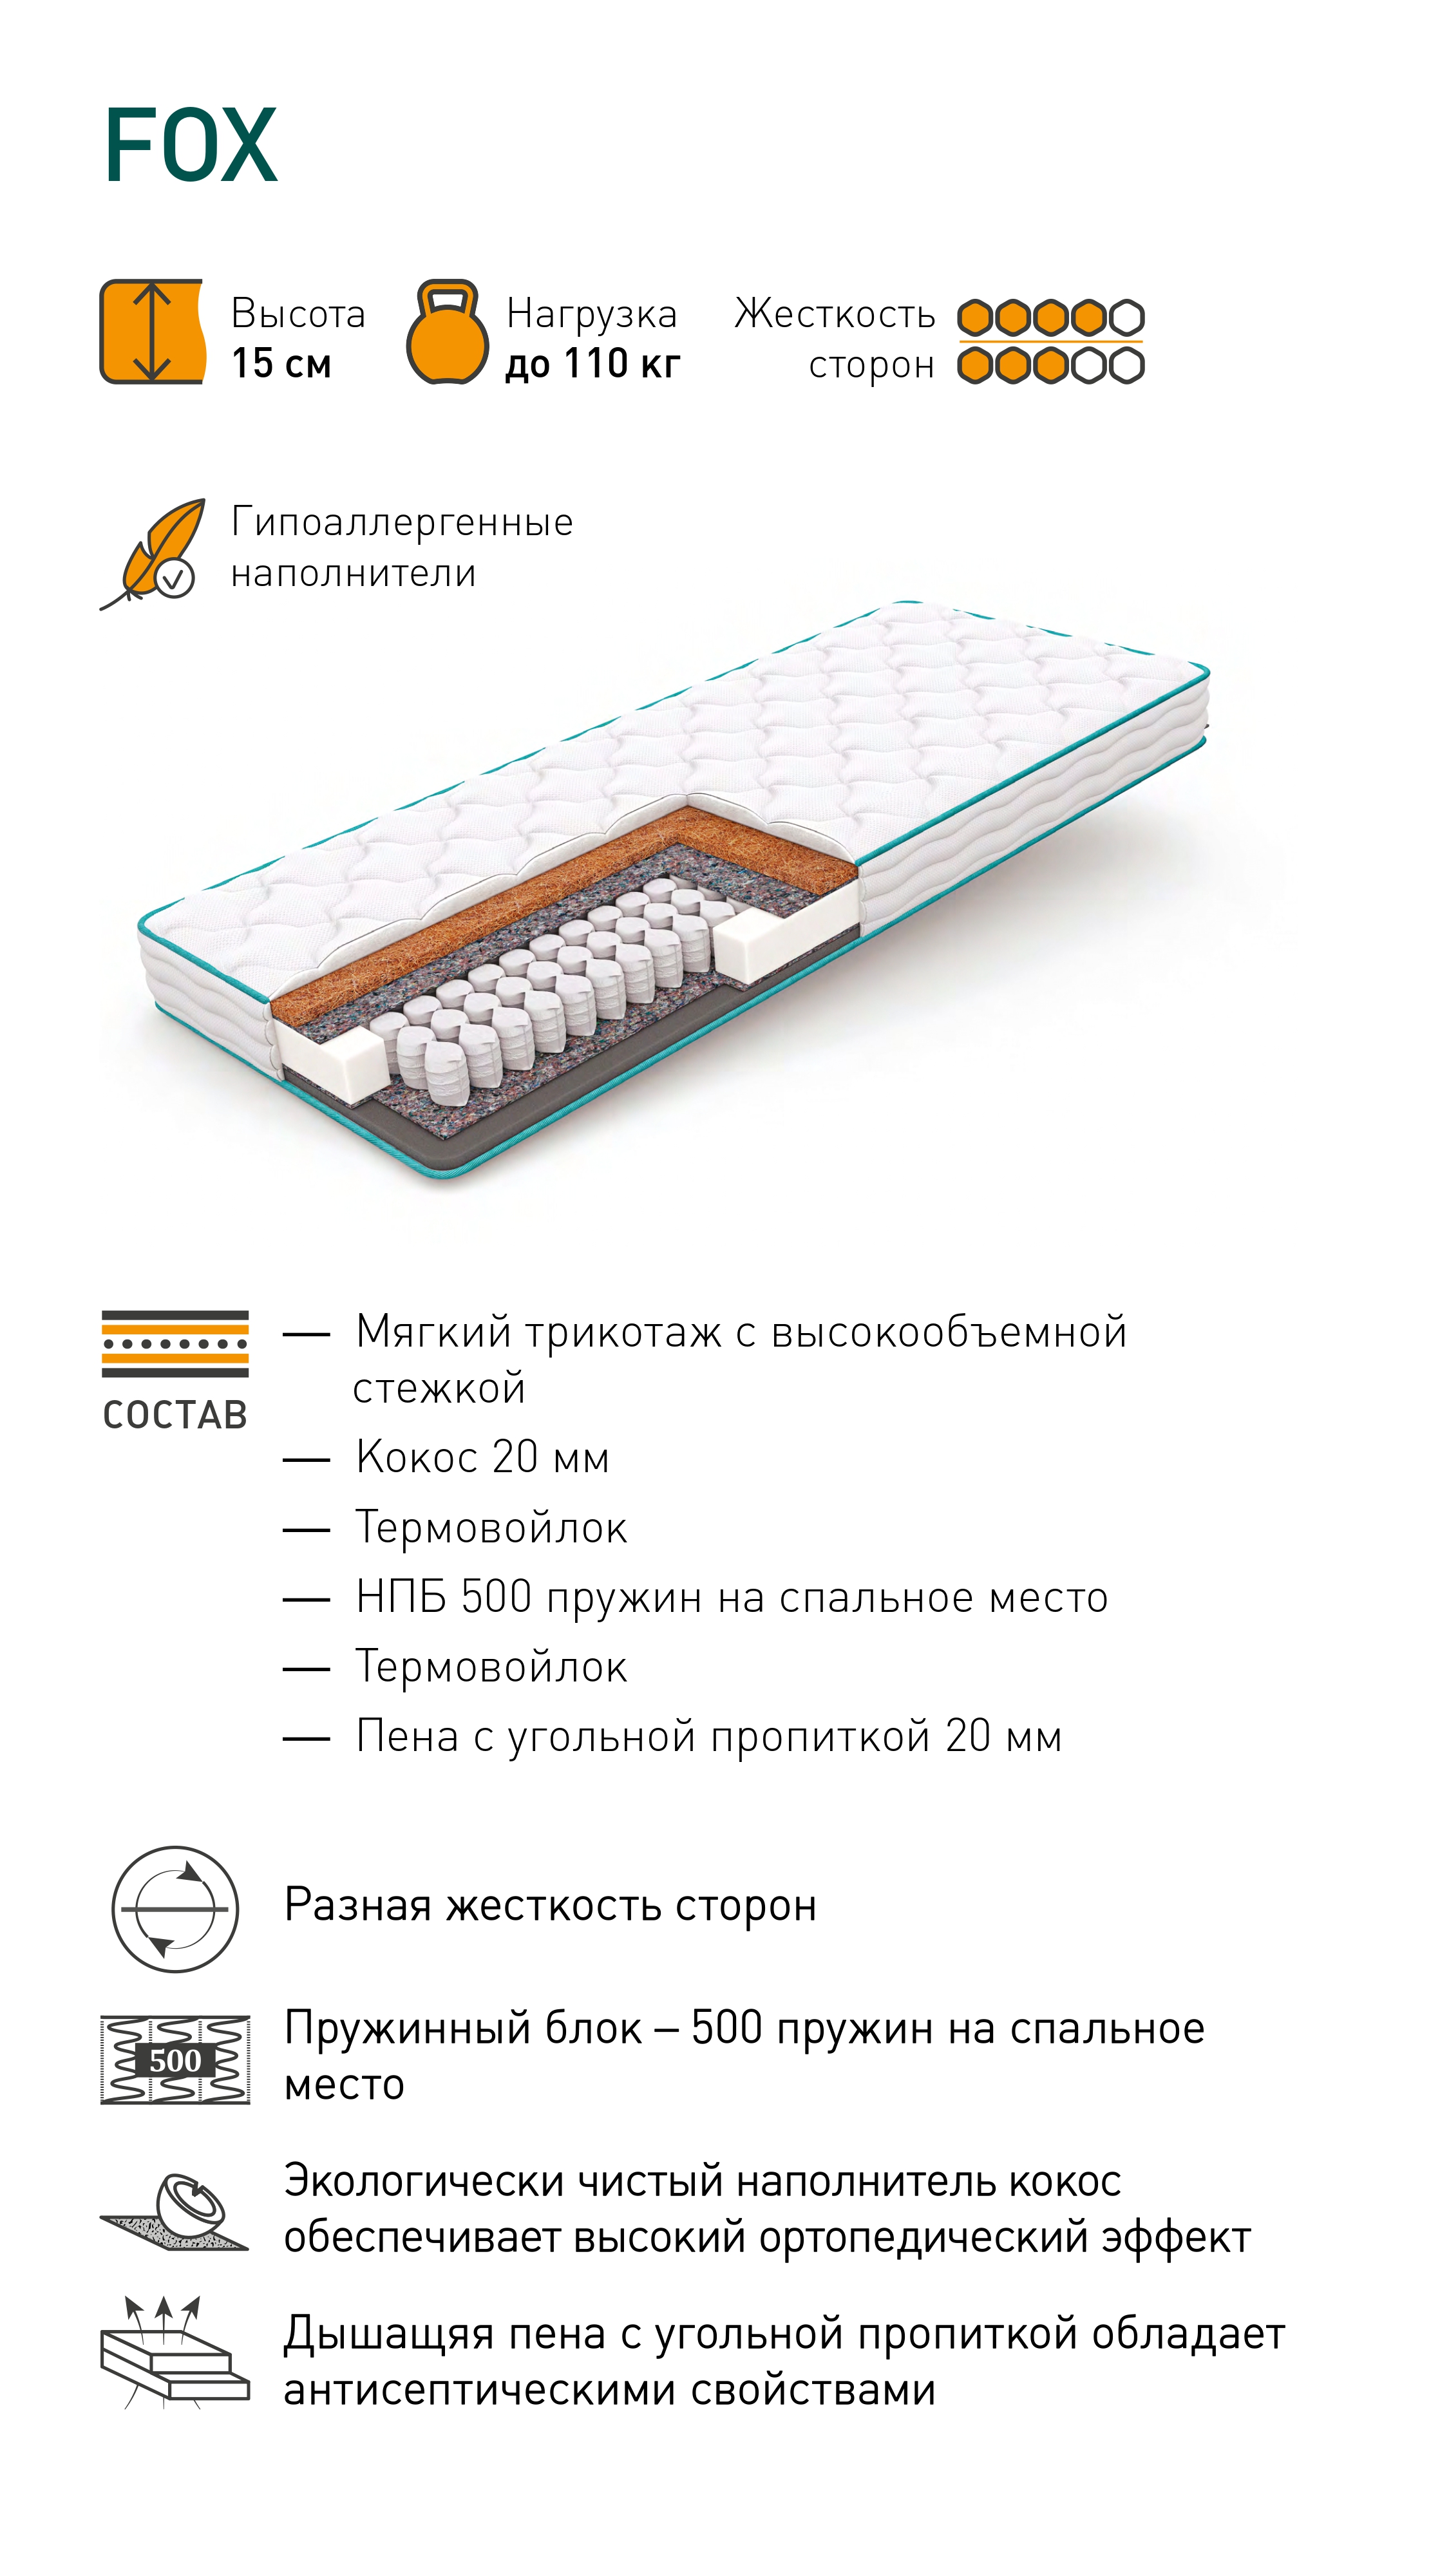 FOX
Высота
15 см
Нагрузка
до 110 кг
Жесткость
сторон
Гипоаллергенные
наполнители
СОСТАВ
— Мягкий трикотаж с высокообъемной
стежкой
— Кокос 20 мм
— Термовойлок
— НПБ 500 пружин на спальное место
— Термовойлок
— Пена с угольной пропиткой 20 мм
Разная жесткость сторон
500
Пружинный блок – 500 пружин на спальное
место
Экологически чистый наполнитель кокос
обеспечивает высокий ортопедический эффект
Дышащяя пена с угольной пропиткой обладает
антисептическими свойствами